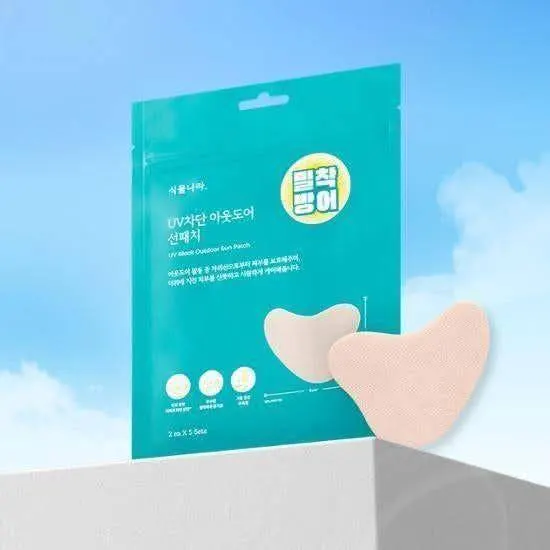 식물나라.
밀착
방어
UV차단 아웃도어
선패치
UV Block Outdoor Sun Patch
아웃도어 활동 중 자외선으로부터 피부를 보호해주며,
더위에 지친 피부를 산뜻하고 시원하게 케어해줍니다.
2 ea X 5 Sets